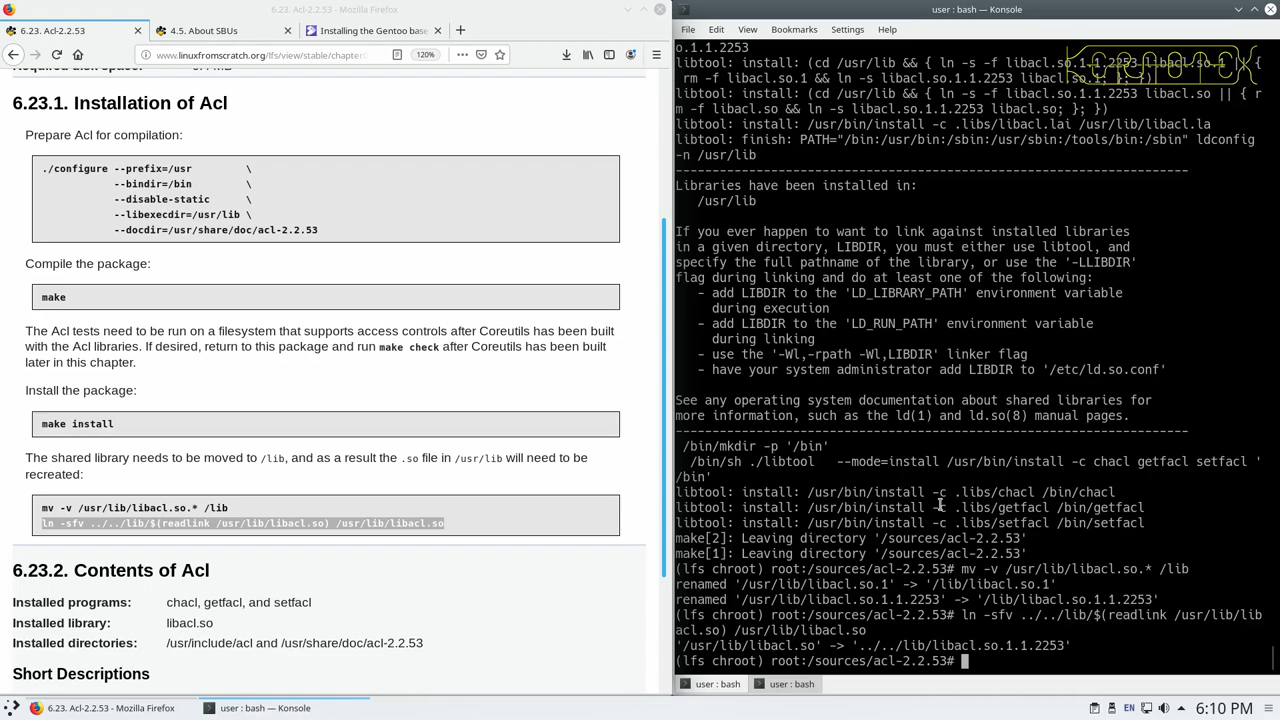 6.23. Acl-2.2.53 - Mozilla Firefox
6.23. Acl-2.2.53
4.5. About SBUs
Installing the Gentoo base
www.linuxfromscratch.org/lfs/view/stable/chapter
120%
6.23.1. Installation of Acl
Prepare Acl for compilation:
./configure --prefix=/usr \
--bindir=/bin \
--disable-static \
--libexecdir=/usr/lib \
--docdir=/usr/share/doc/acl-2.2.53
Compile the package:
make
The Acl tests need to be run on a filesystem that supports access controls after Coreutils has been built
with the Acl libraries. If desired, return to this package and run make check after Coreutils has been built
later in this chapter.
Install the package:
make install
The shared library needs to be moved to /lib, and as a result the .so file in /usr/lib will need to be
recreated:
mv -v /usr/lib/libacl.so.* /lib
ln -sfv ../../lib/$(readlink /usr/lib/libacl.so) /usr/lib/libacl.so
6.23.2. Contents of Acl
Installed programs: chacl, getfacl, and setfacl
Installed library: libacl.so
Installed directories: /usr/include/acl and /usr/share/doc/acl-2.2.53
Short Descriptions
user : bash — Konsole
File Edit View Bookmarks Settings Help
o.1.1.2253
libtool: install: (cd /usr/lib && { ln -s -f libacl.so.1.1.2253 libacl.so.1 || {
rm -f libacl.so.1 && ln -s libacl.so.1.1.2253 libacl.so.1; }; })
libtool: install: (cd /usr/lib && { ln -s -f libacl.so.1.1.2253 libacl.so || { r
m -f libacl.so && ln -s libacl.so.1.1.2253 libacl.so; }; })
libtool: install: /usr/bin/install -c .libs/libacl.lai /usr/lib/libacl.la
libtool: finish: PATH="/bin:/usr/bin:/sbin:/usr/sbin:/tools/bin:/sbin" ldconfig
-n /usr/lib
----------------------------------------------------------------------
Libraries have been installed in:
/usr/lib
If you ever happen to want to link against installed libraries
in a given directory, LIBDIR, you must either use libtool, and
specify the full pathname of the library, or use the '-LLIBDIR'
flag during linking and do at least one of the following:
- add LIBDIR to the 'LD_LIBRARY_PATH' environment variable
during execution
- add LIBDIR to the 'LD_RUN_PATH' environment variable
during linking
- use the '-Wl,-rpath -Wl,LIBDIR' linker flag
- have your system administrator add LIBDIR to '/etc/ld.so.conf'
See any operating system documentation about shared libraries for
more information, such as the ld(1) and ld.so(8) manual pages.
----------------------------------------------------------------------
/bin/mkdir -p '/bin'
/bin/sh ./libtool --mode=install /usr/bin/install -c chacl getfacl setfacl '
/bin'
libtool: install: /usr/bin/install -c .libs/chacl /bin/chacl
libtool: install: /usr/bin/install -c .libs/getfacl /bin/getfacl
libtool: install: /usr/bin/install -c .libs/setfacl /bin/setfacl
make[2]: Leaving directory '/sources/acl-2.2.53'
make[1]: Leaving directory '/sources/acl-2.2.53'
(lfs chroot) root:/sources/acl-2.2.53# mv -v /usr/lib/libacl.so.* /lib
renamed '/usr/lib/libacl.so.1' -> '/lib/libacl.so.1'
renamed '/usr/lib/libacl.so.1.1.2253' -> '/lib/libacl.so.1.1.2253'
(lfs chroot) root:/sources/acl-2.2.53# ln -sfv ../../lib/$(readlink /usr/lib/lib
acl.so) /usr/lib/libacl.so
'/usr/lib/libacl.so' -> '../../lib/libacl.so.1.1.2253'
(lfs chroot) root:/sources/acl-2.2.53#
user : bash
user : bash
6.23. Acl-2.2.53 - Mozilla Firefox
user : bash — Konsole
EN
6:10 PM